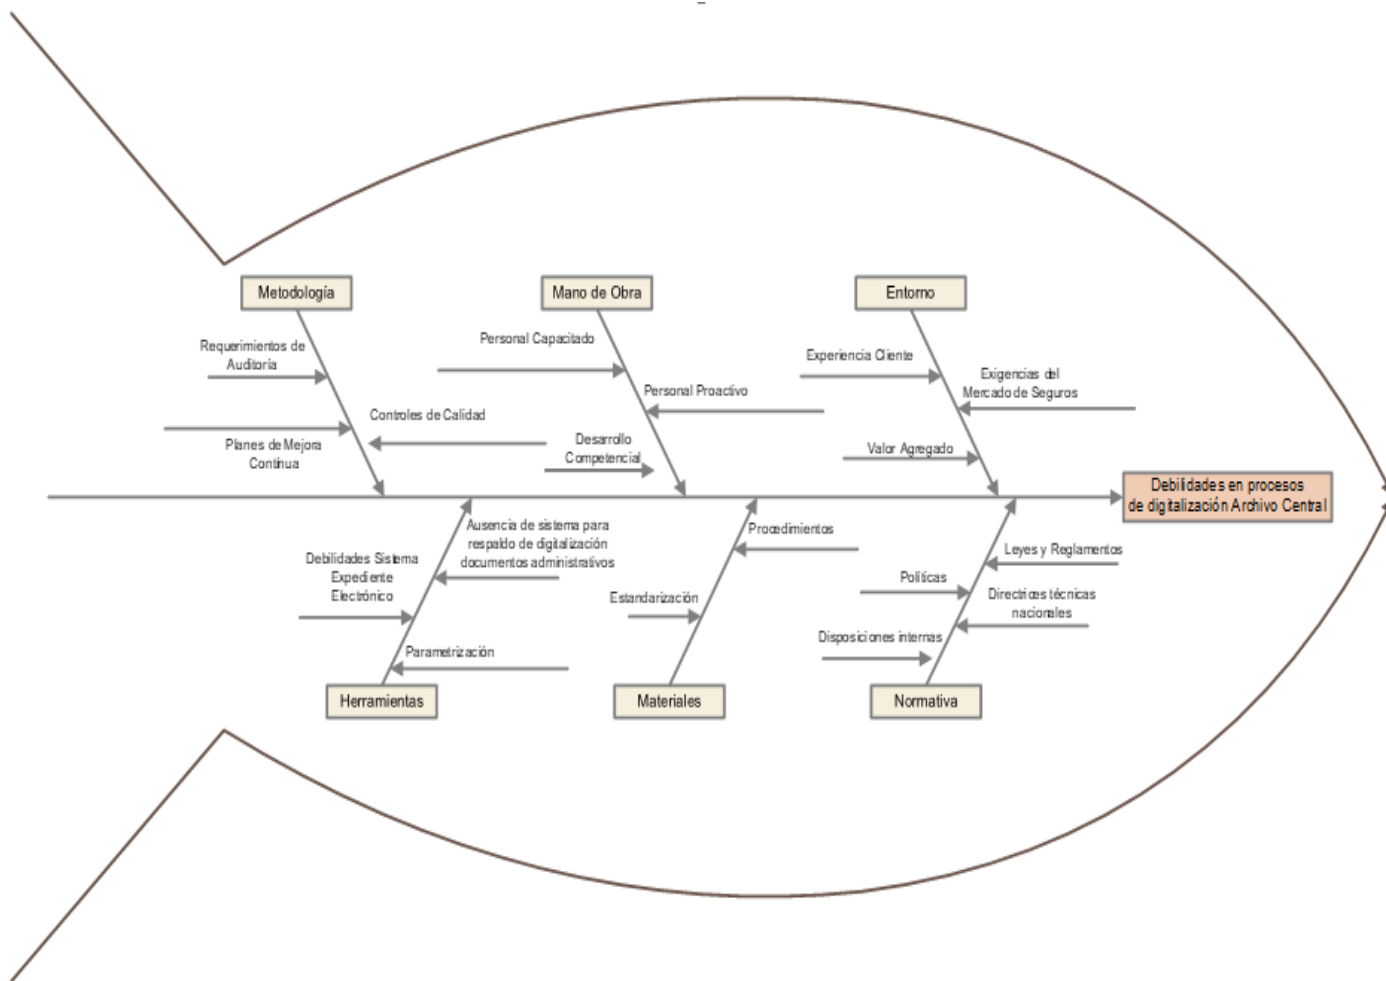 Metodología
Mano de Obra
Entorno
Requerimientos de
Auditoría
Personal Capacitado
Experiencia Cliente
Exigencias del
Mercado de Seguros
Personal Proactivo
Controles de Calidad
Planes de Mejora
Continua
Desarrollo
Competencial
Valor Agregado
Debilidades en procesos
de digitalización Archivo Central
Ausencia de sistema para
respaldo de digitalización
documentos administrativos
Procedimientos
Leyes y Reglamentos
Debilidades Sistema
Expediente
Electrónico
Políticas
Directrices técnicas
nacionales
Estandarización
Disposiciones internas
Parametrización
Herramientas
Materiales
Normativa